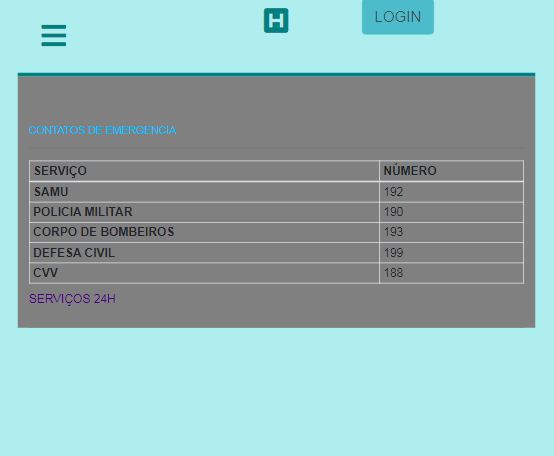 H
LOGIN
CONTATOS DE EMERGENCIA
SERVIÇO NÚMERO
SAMU 192
POLICIA MILITAR 190
CORPO DE BOMBEIROS 193
DEFESA CIVIL 199
CVV 188
SERVIÇOS 24H